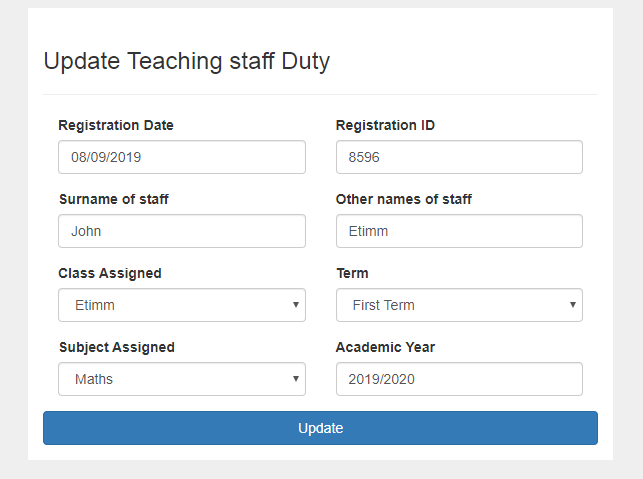 Update Teaching staff Duty
Registration Date Registration ID
08/09/2019 8596
Surname of staff Other names of staff
John Etimm
Class Assigned Term
Etimm First Term
Subject Assigned Academic Year
Maths 2019/2020
Update